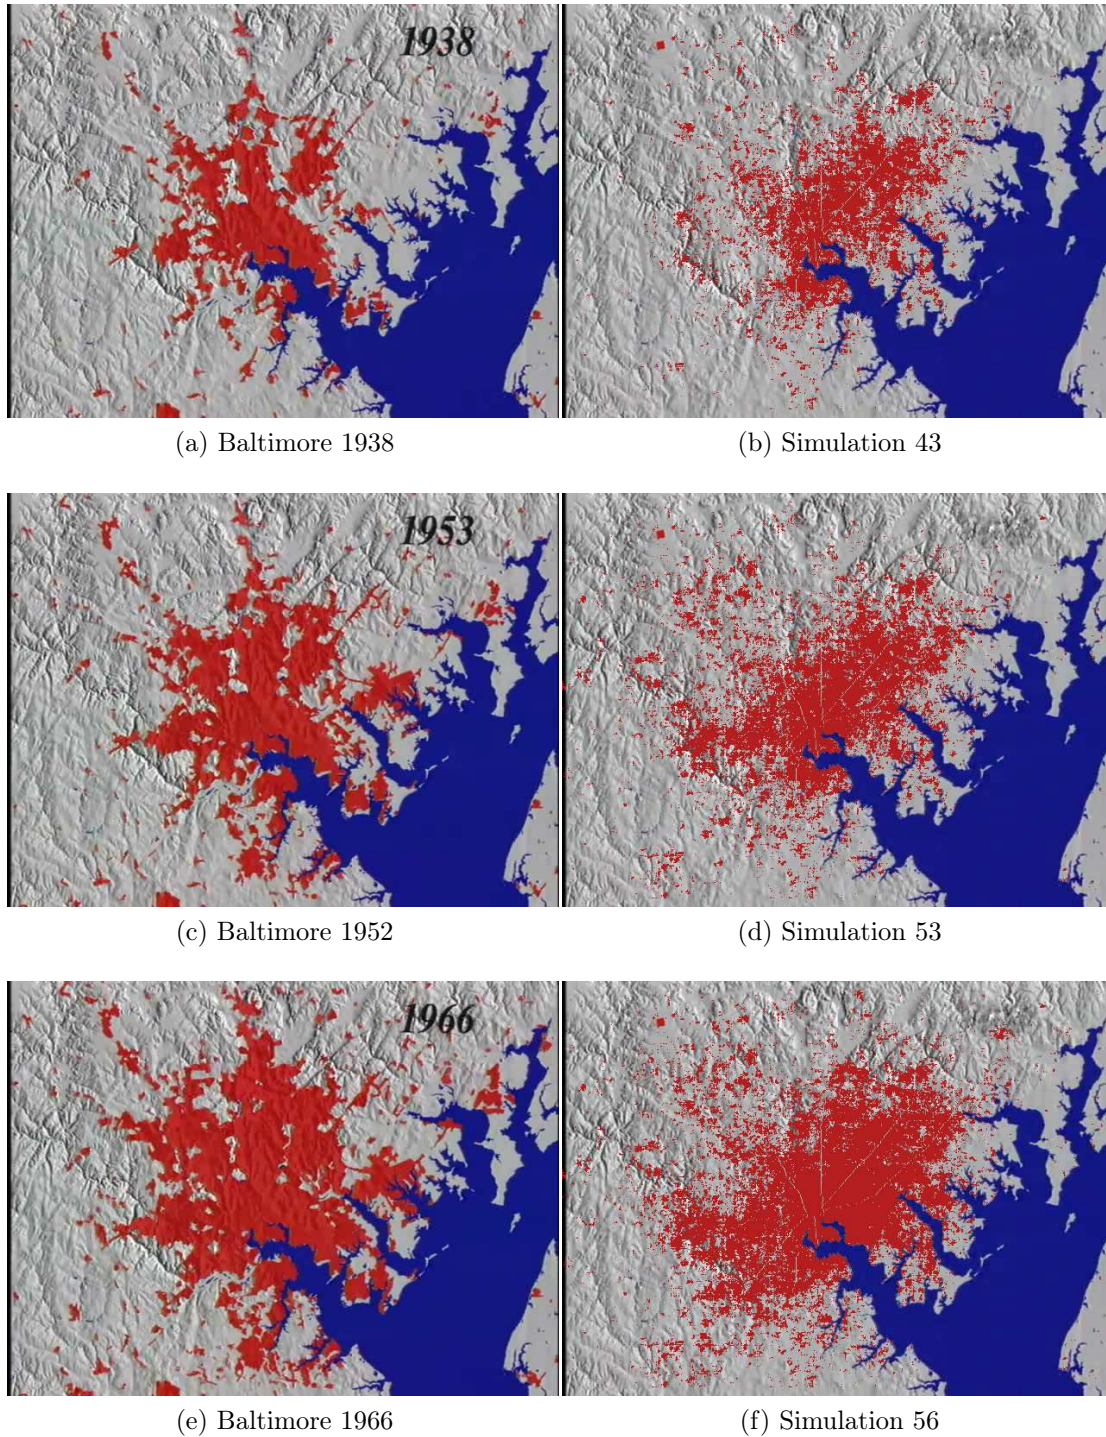 1938
(a) Baltimore 1938
(b) Simulation 43
1953
(c) Baltimore 1952
(d) Simulation 53
1966
(e) Baltimore 1966
(f) Simulation 56